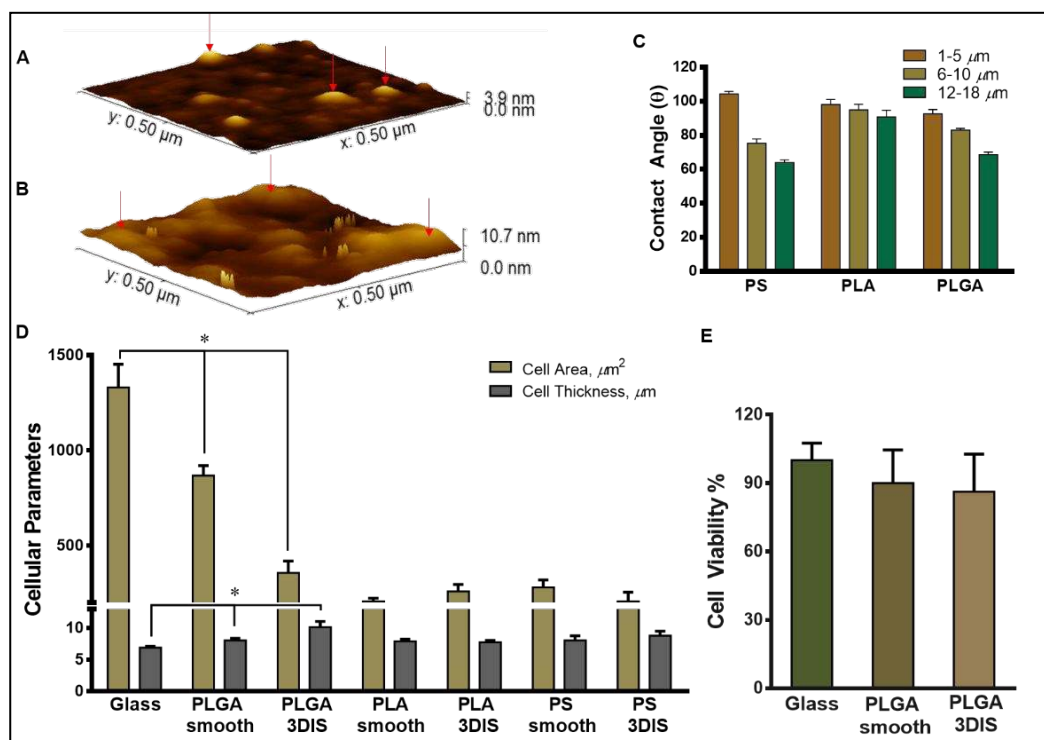 A
3.9 nm
0.0 nm
y: 0.50 μm
x: 0.50 μm
B
10.7 nm
0.0 nm
y: 0.50 μm
x: 0.50 μm
C
1-5 μm
6-10 μm
12-18 μm
Contact Angle (θ)
120
100
80
60
40
20
0
PS PLA PLGA
D
Cellular Parameters
1500
1000
500
10
5
0
*
*
Cell Area, μm²
Cell Thickness, μm
Glass PLGA PLGA PLA PLA PS PS
smooth 3DIS smooth 3DIS smooth 3DIS
E
Cell Viability %
120
90
60
30
0
Glass PLGA PLGA
smooth 3DIS